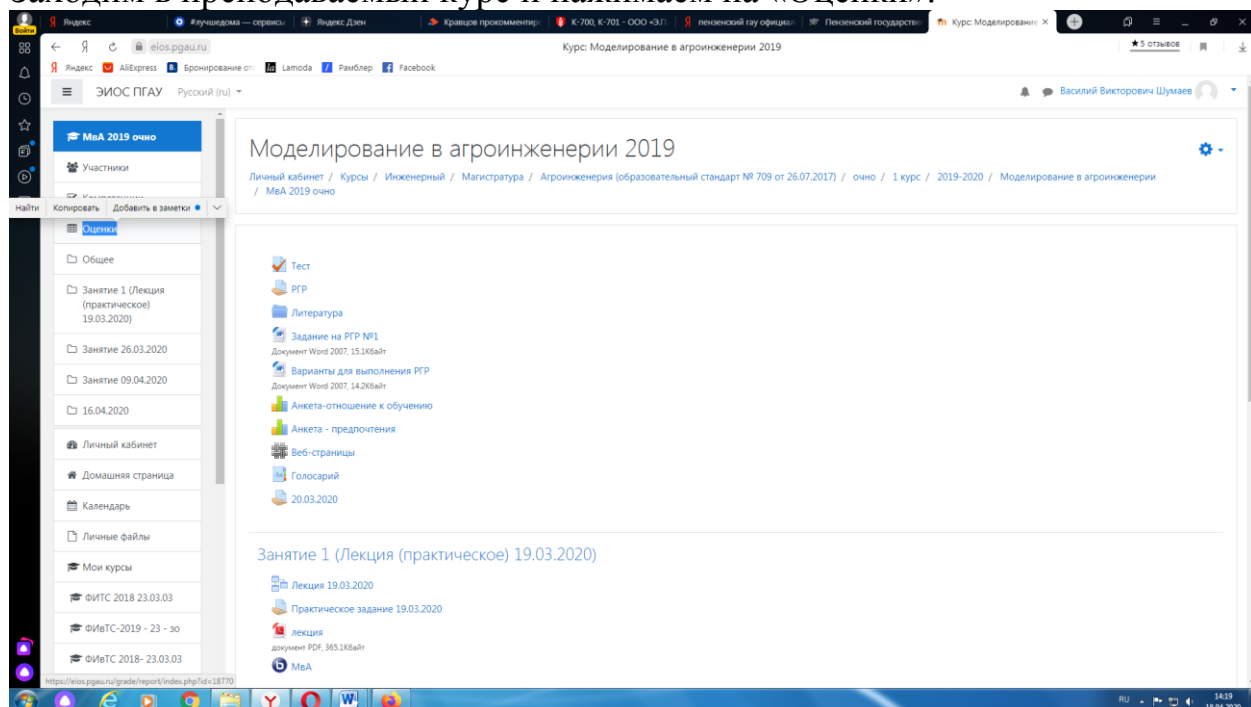 Заходим в преподаваемый курс и нажимаем на «Оценки».
Войти
Яндекс
#лучшедома — сервисы
Яндекс.Дзен
Кравцов прокомментир
К-700, К-701 - ООО «Э.П.
пензенский гау официал
Пензенский государстве
Курс: Моделирование
eios.pgau.ru
Курс: Моделирование в агроинженерии 2019
★5 отзывов
Яндекс
AliExpress
Бронирование от
Lamoda
Рамблер
Facebook
ЭИОС ПГАУ
Русский (ru)
Василий Викторович Шумаев
МвА 2019 очно
Участники
Компетенции
Найти
Копировать
Добавить в заметки
Оценки
Общее
Занятие 1 (Лекция
(практическое)
19.03.2020)
Занятие 26.03.2020
Занятие 09.04.2020
16.04.2020
Личный кабинет
Домашняя страница
Календарь
Личные файлы
Мои курсы
ФИТС 2018 23.03.03
ФИвТС-2019 - 23 - зо
ФИвТС 2018- 23.03.03
https://eios.pgau.ru/grade/report/index.php?id=18770
Моделирование в агроинженерии 2019
Личный кабинет / Курсы / Инженерный / Магистратура / Агроинженерия (образовательный стандарт № 709 от 26.07.2017) / очно / 1 курс / 2019-2020 / Моделирование в агроинженерии
/ МвА 2019 очно
Тест
РГР
Литература
Задание на РГР №1
Документ Word 2007, 15.1Кбайт
Варианты для выполнения РГР
Документ Word 2007, 14.2Кбайт
Анкета-отношение к обучению
Анкета - предпочтения
Веб-страницы
Голосарий
20.03.2020
Занятие 1 (Лекция (практическое) 19.03.2020)
Лекция 19.03.2020
Практическое задание 19.03.2020
лекция
документ PDF, 365.1Кбайт
МвА
RU
14:19
18.04.2020